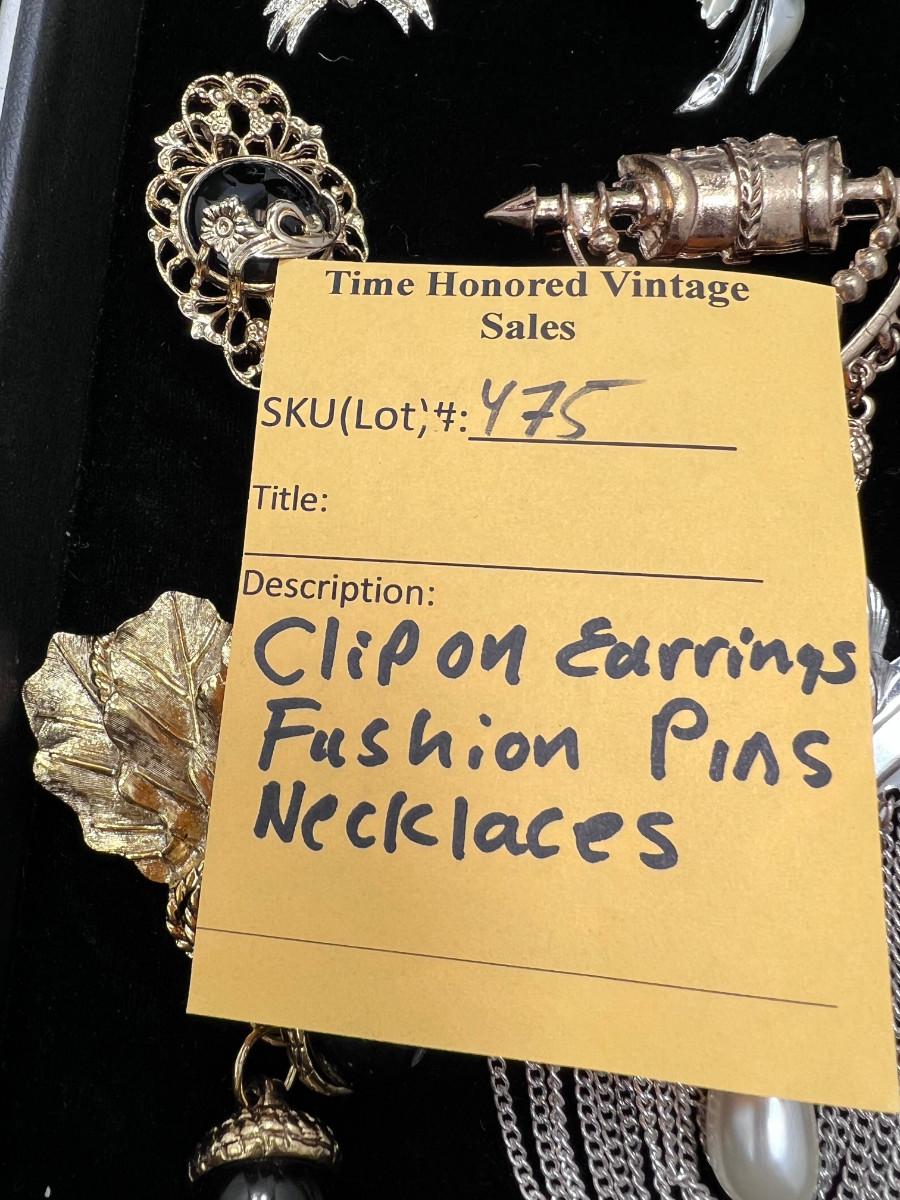 Time Honored Vintage
Sales
SKU(Lot)#: 475
Title:
Description:
Clip on Earrings
Fashion Pins
Necklaces